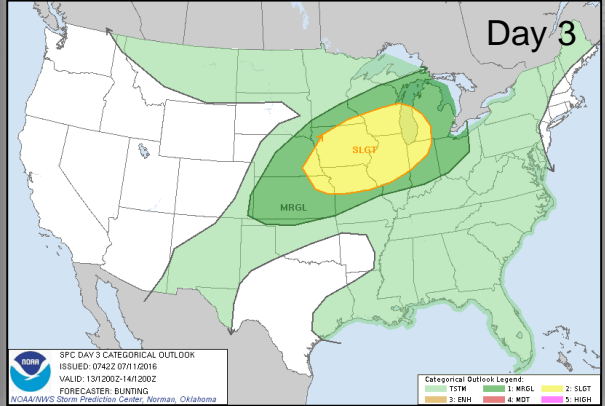 Day 3
SLGT
MRGL
NOAA
SPC DAY 3 CATEGORICAL OUTLOOK
ISSUED: 0742Z 07/11/2016
VALID: 13/1200Z-14/1200Z
FORECASTER: BUNTING
NOAA/NWS Storm Prediction Center, Norman, Oklahoma
Categorical Outlook Legend:
TSTM 1: MRGL 2: SLGT
3: ENH 4: MDT 5: HIGH